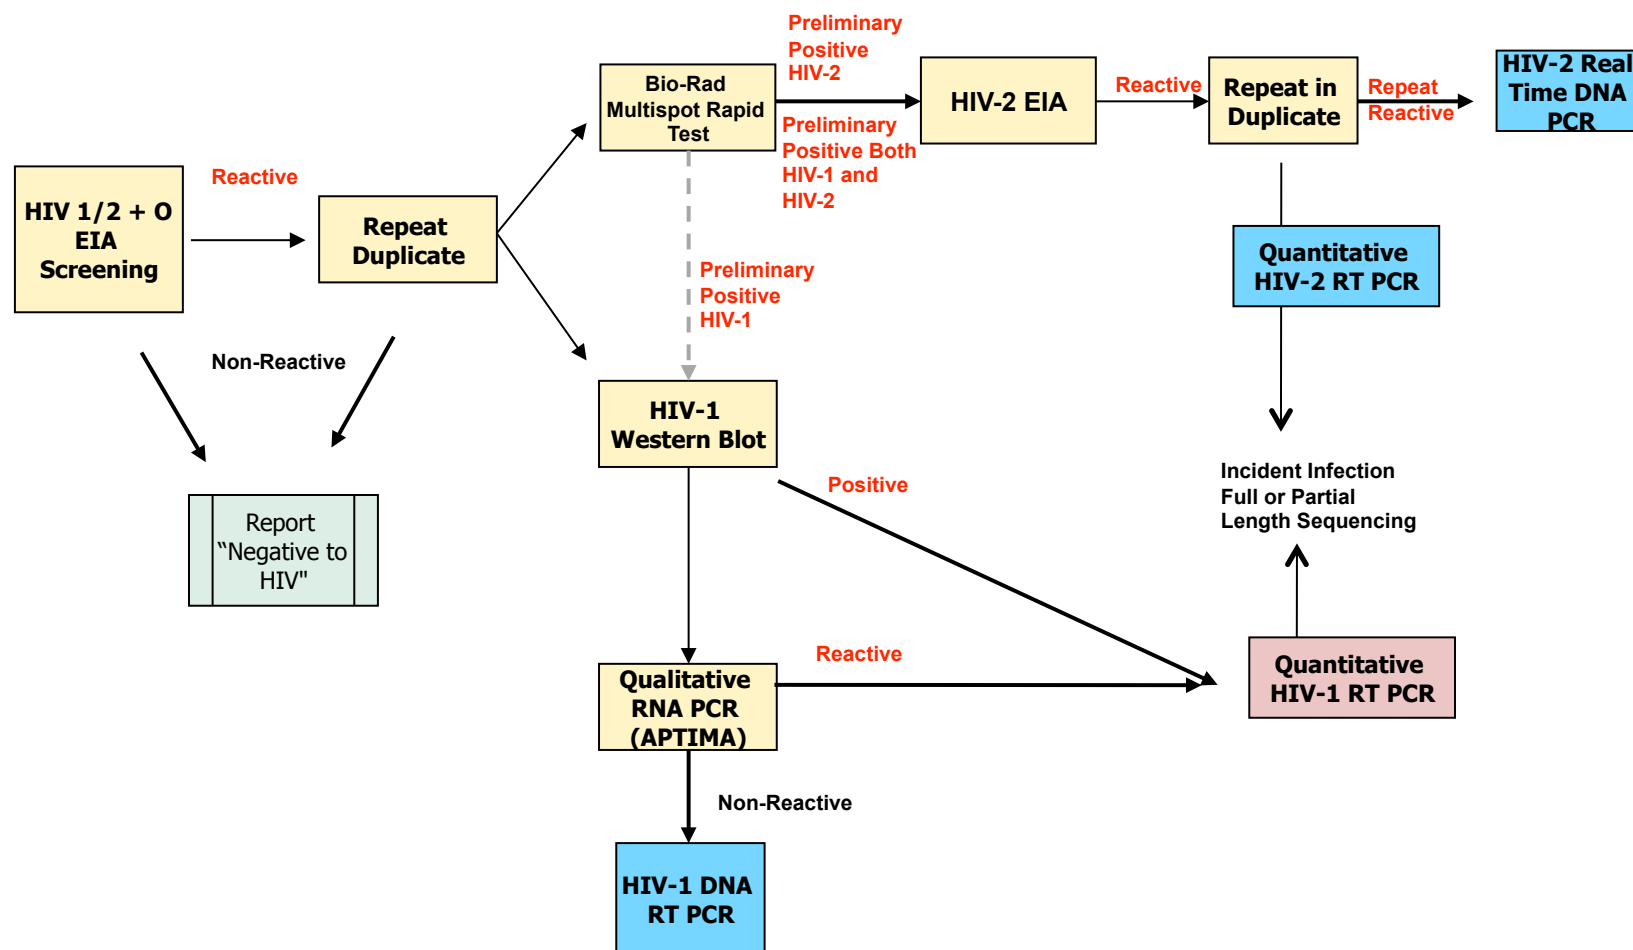 Preliminary
Positive
HIV-2
Bio-Rad
Multispot Rapid
Test
HIV-2 EIA
Reactive
Repeat in
Duplicate
Repeat
Reactive
HIV-2 Real
Time DNA
PCR
Preliminary
Positive Both
HIV-1 and
HIV-2
Reactive
HIV 1/2 + O
EIA
Screening
Repeat
Duplicate
Quantitative
HIV-2 RT PCR
Preliminary
Positive
HIV-1
Non-Reactive
HIV-1
Western Blot
Report
“Negative to
HIV"
Positive
Incident Infection
Full or Partial
Length Sequencing
Reactive
Qualitative
RNA PCR
(APTIMA)
Quantitative
HIV-1 RT PCR
Non-Reactive
HIV-1 DNA
RT PCR